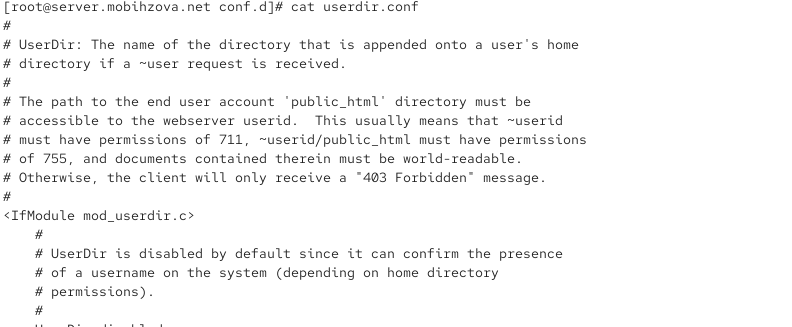 [root@server.mobihzova.net conf.d]# cat userdir.conf
#
# UserDir: The name of the directory that is appended onto a user's home
# directory if a ~user request is received.
#
# The path to the end user account 'public_html' directory must be
# accessible to the webserver userid.  This usually means that ~userid
# must have permissions of 711, ~userid/public_html must have permissions
# of 755, and documents contained therein must be world-readable.
# Otherwise, the client will only receive a "403 Forbidden" message.
#
<IfModule mod_userdir.c>
    #
    # UserDir is disabled by default since it can confirm the presence
    # of a username on the system (depending on home directory
    # permissions).
    #